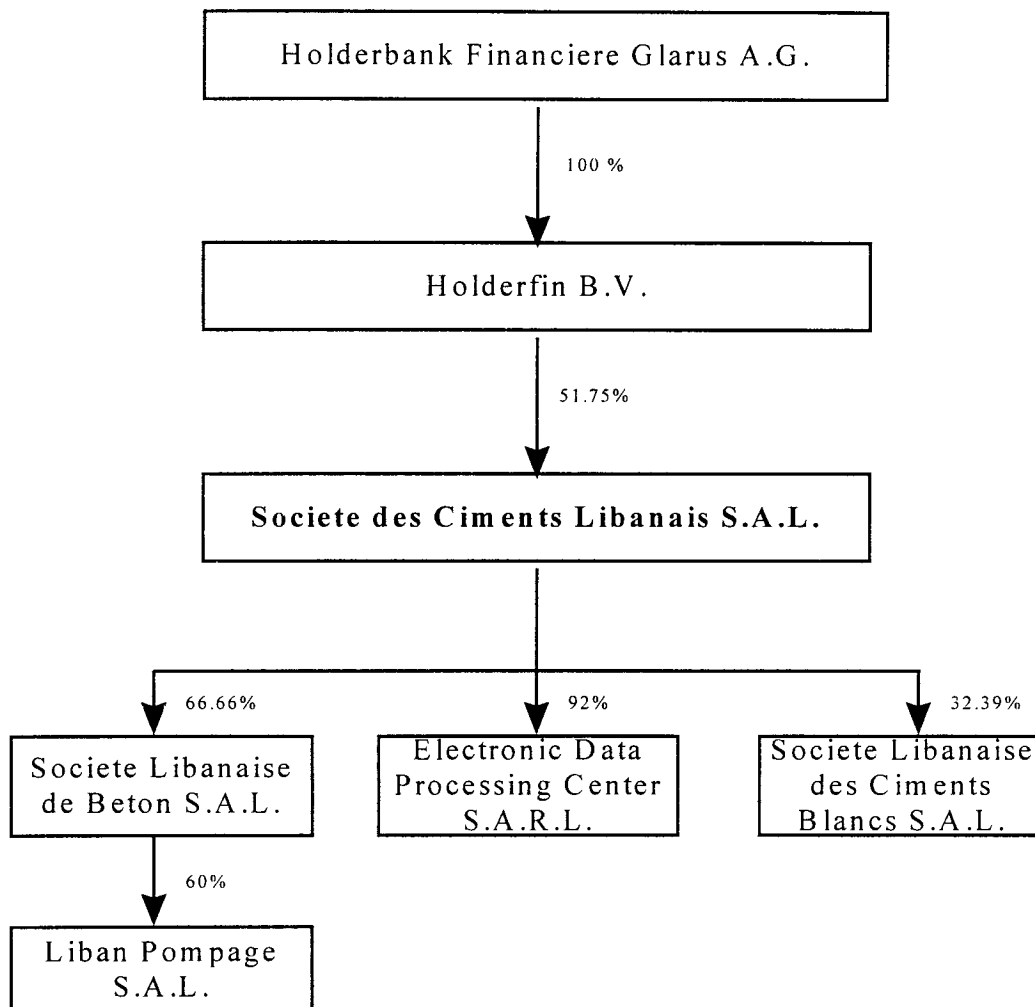 Holderbank Financiere Glarus A.G.
100 %
Holderfin B.V.
51.75%
Societe des Ciments Libanais S.A.L.
66.66%
92%
32.39%
Societe Libanaise
de Beton S.A.L.
Electronic Data
Processing Center
S.A.R.L.
Societe Libanaise
des Ciments
Blancs S.A.L.
60%
Liban Pompage
S.A.L.